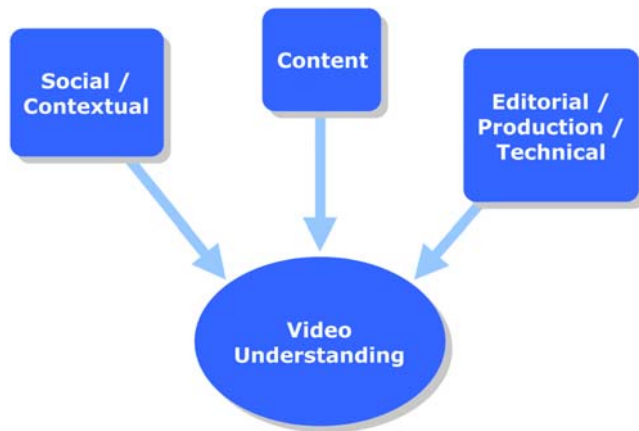 Social /
Contextual
Content
Editorial /
Production /
Technical
Video
Understanding